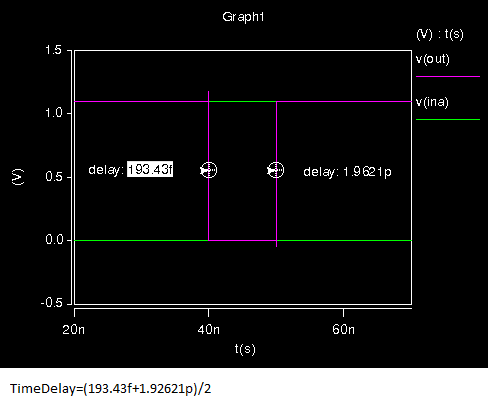 Graph1
(V) : t(s)
v(out)
v(ina)
1.5
1.0
0.5
0.0
-0.5
(V)
delay: 193.43f
delay: 1.9621p
20n
40n
60n
t(s)
TimeDelay=(193.43f+1.92621p)/2